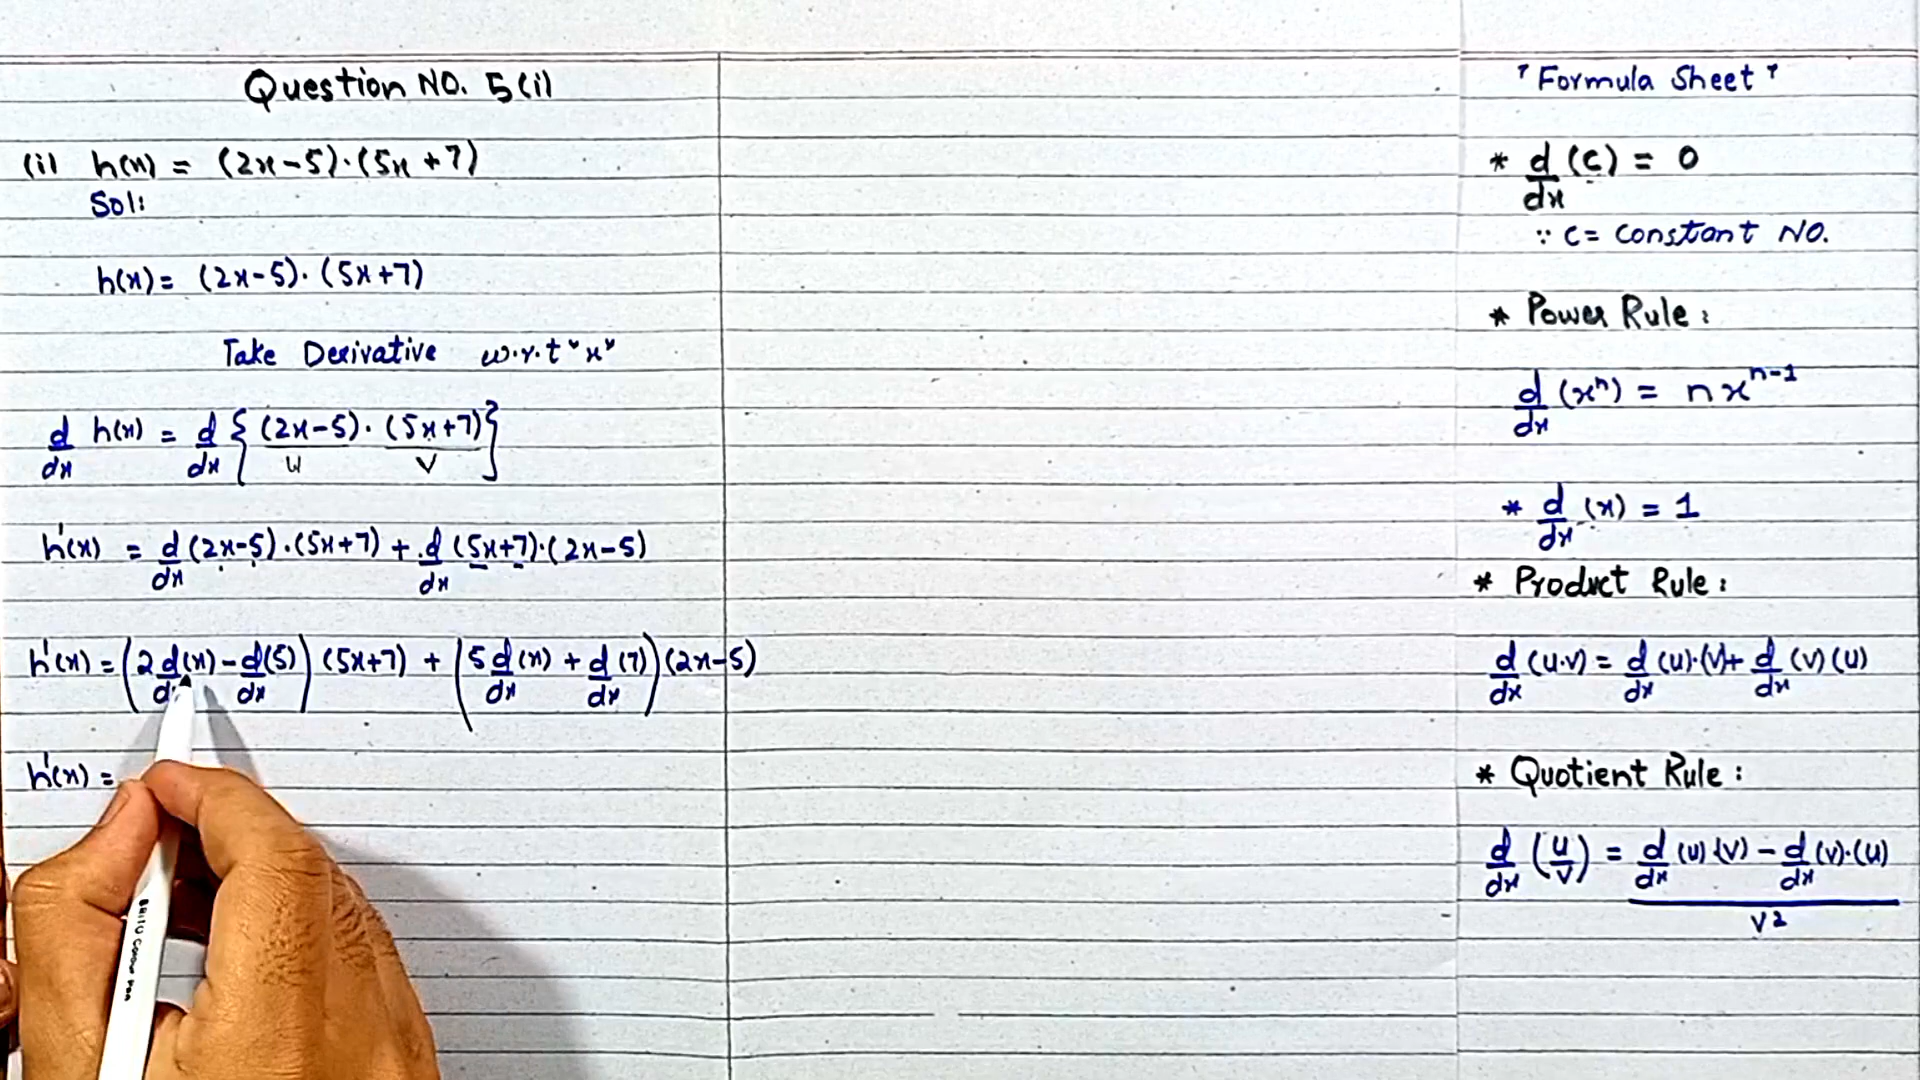 Question NO. 5(i)
(i) h(x) = (2x-5)·(5x+7)
Sol:
h(x) = (2x-5)·(5x+7)
Take Derivative w.r.t "x"
d/dx h(x) = d/dx {(2x-5)·(5x+7)}
u v
h'(x) = d/dx (2x-5)·(5x+7) + d/dx (5x+7)·(2x-5)
h'(x) = (2 d/dx (x) - d/dx (5)) (5x+7) + (5 d/dx (x) + d/dx (7)) (2x-5)
h'(x) =
"Formula Sheet"
* d/dx (c) = 0
∵ c = constant NO.
* Power Rule:
d/dx (xⁿ) = nxⁿ⁻¹
* d/dx (x) = 1
* Product Rule:
d/dx (u·v) = d/dx (u)·(v) + d/dx (v) (u)
* Quotient Rule:
d/dx (u/v) = d/dx (u)·(v) - d/dx (v)·(u)
v2